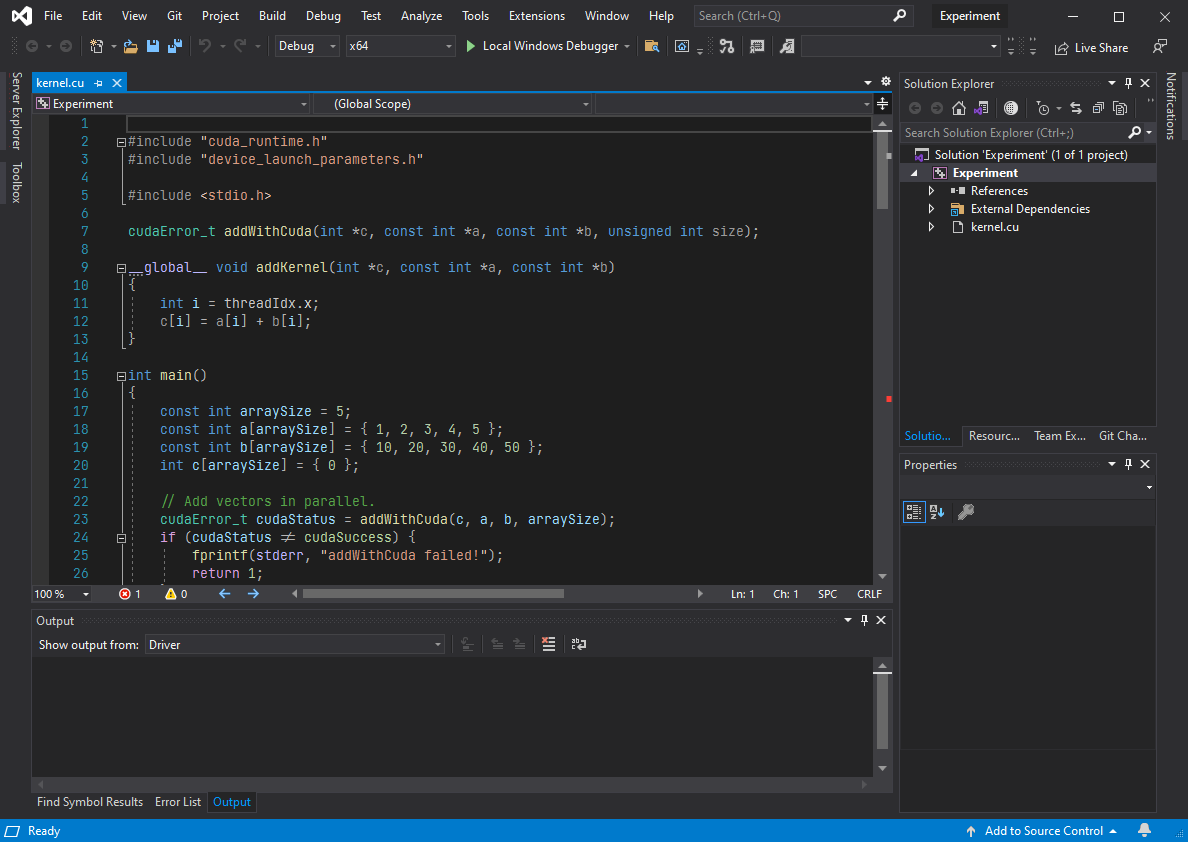 File Edit View Git Project Build Debug Test Analyze Tools Extensions Window Help Search (Ctrl+Q) Experiment
Debug x64 Local Windows Debugger Live Share
Server Explorer
Toolbox
kernel.cu
Experiment (Global Scope)
1
2 #include "cuda_runtime.h"
3 #include "device_launch_parameters.h"
4
5 #include <stdio.h>
6
7 cudaError_t addWithCuda(int *c, const int *a, const int *b, unsigned int size);
8
9 __global__ void addKernel(int *c, const int *a, const int *b)
10 {
11 int i = threadIdx.x;
12 c[i] = a[i] + b[i];
13 }
14
15 int main()
16 {
17 const int arraySize = 5;
18 const int a[arraySize] = { 1, 2, 3, 4, 5 };
19 const int b[arraySize] = { 10, 20, 30, 40, 50 };
20 int c[arraySize] = { 0 };
21
22 // Add vectors in parallel.
23 cudaError_t cudaStatus = addWithCuda(c, a, b, arraySize);
24 if (cudaStatus ≠ cudaSuccess) {
25 fprintf(stderr, "addWithCuda failed!");
26 return 1;
100 % 1 0 Ln: 1 Ch: 1 SPC CRLF
Output
Show output from: Driver
Find Symbol Results Error List Output
Solution Explorer
Search Solution Explorer (Ctrl+;)
Solution 'Experiment' (1 of 1 project)
Experiment
References
External Dependencies
kernel.cu
Solutio... Resourc... Team Ex... Git Cha...
Properties
Notifications
Ready Add to Source Control